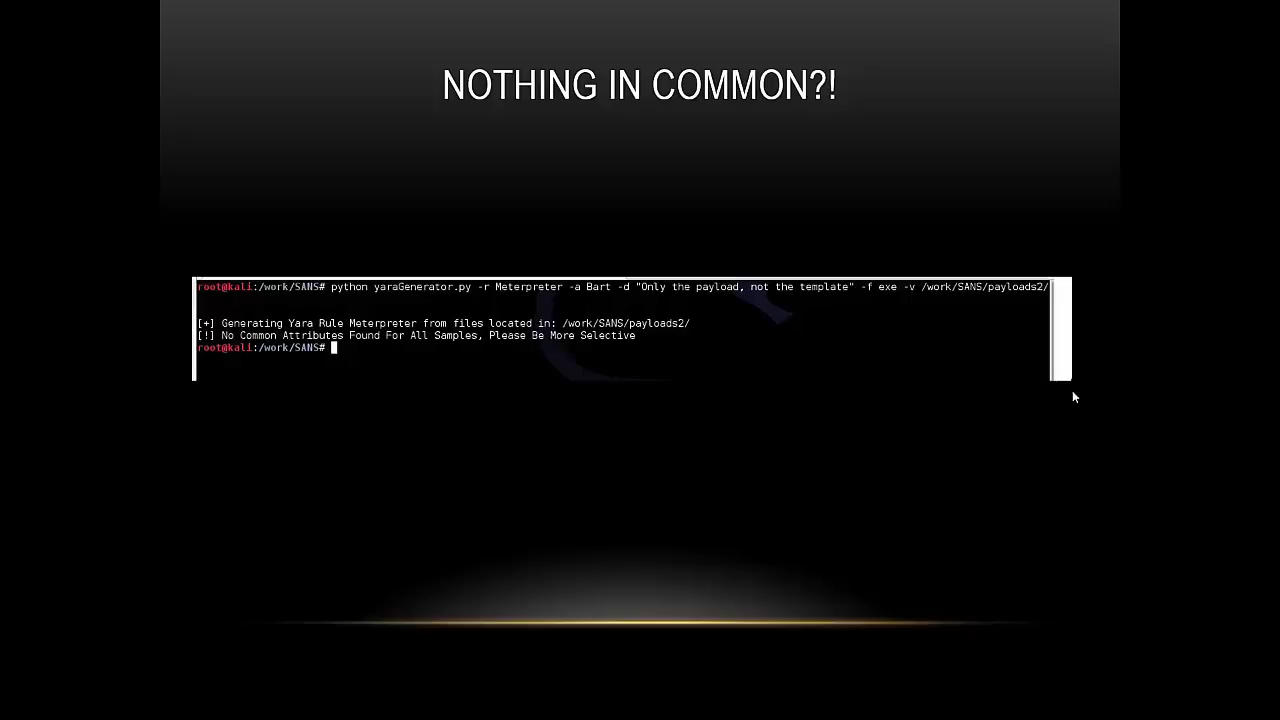 NOTHING IN COMMON?!
root@kali:/work/SANS# python yaraGenerator.py -r Meterpreter -a Bart -d "Only the payload, not the template" -f exe -v /work/SANS/payloads2/
[+] Generating Yara Rule Meterpreter from files located in: /work/SANS/payloads2/
[!] No Common Attributes Found For All Samples, Please Be More Selective
root@kali:/work/SANS#